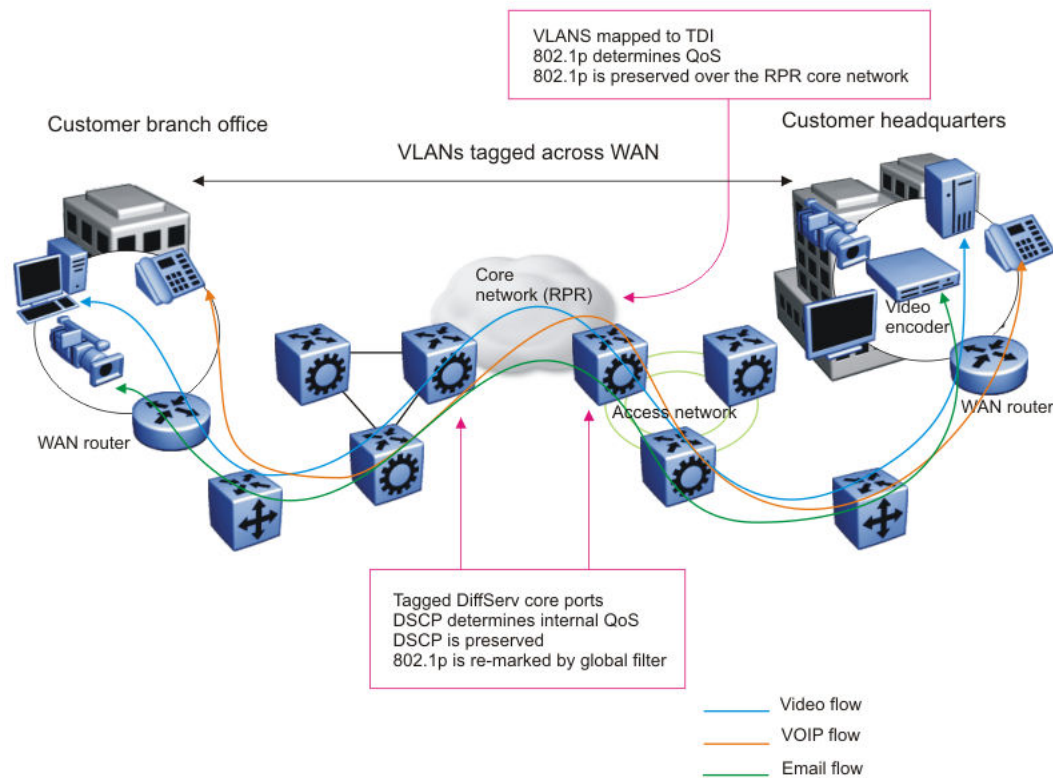 VLANS mapped to TDI
802.1p determines QoS
802.1p is preserved over the RPR core network
Customer branch office
Customer headquarters
VLANs tagged across WAN
Core
network (RPR)
Video
encoder
Access network
WAN router
WAN router
Tagged DiffServ core ports
DSCP determines internal QoS
DSCP is preserved
802.1p is re-marked by global filter
Video flow
VOIP flow
Email flow